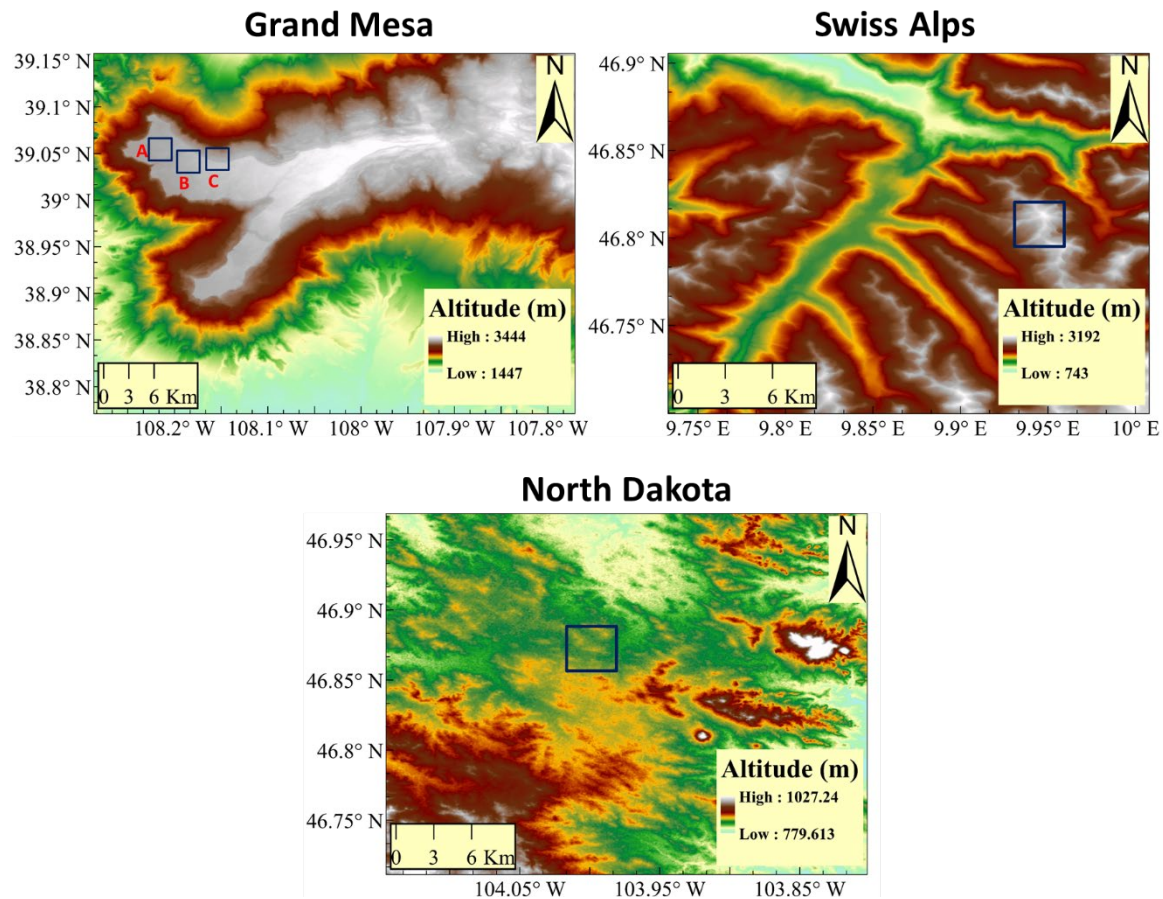 Grand Mesa
39.15° N
39.1° N
39.05° N
39° N
38.95° N
38.9° N
38.85° N
38.8° N
A
B
C
N
Altitude (m)
High : 3444
Low : 1447
0 3 6 Km
108.2° W 108.1° W 108° W 107.9° W 107.8° W
Swiss Alps
46.9° N
46.85° N
46.8° N
46.75° N
N
Altitude (m)
High : 3192
Low : 743
0 3 6 Km
9.75° E 9.8° E 9.85° E 9.9° E 9.95° E 10° E
North Dakota
46.95° N
46.9° N
46.85° N
46.8° N
46.75° N
N
Altitude (m)
High : 1027.24
Low : 779.613
0 3 6 Km
104.05° W 103.95° W 103.85° W